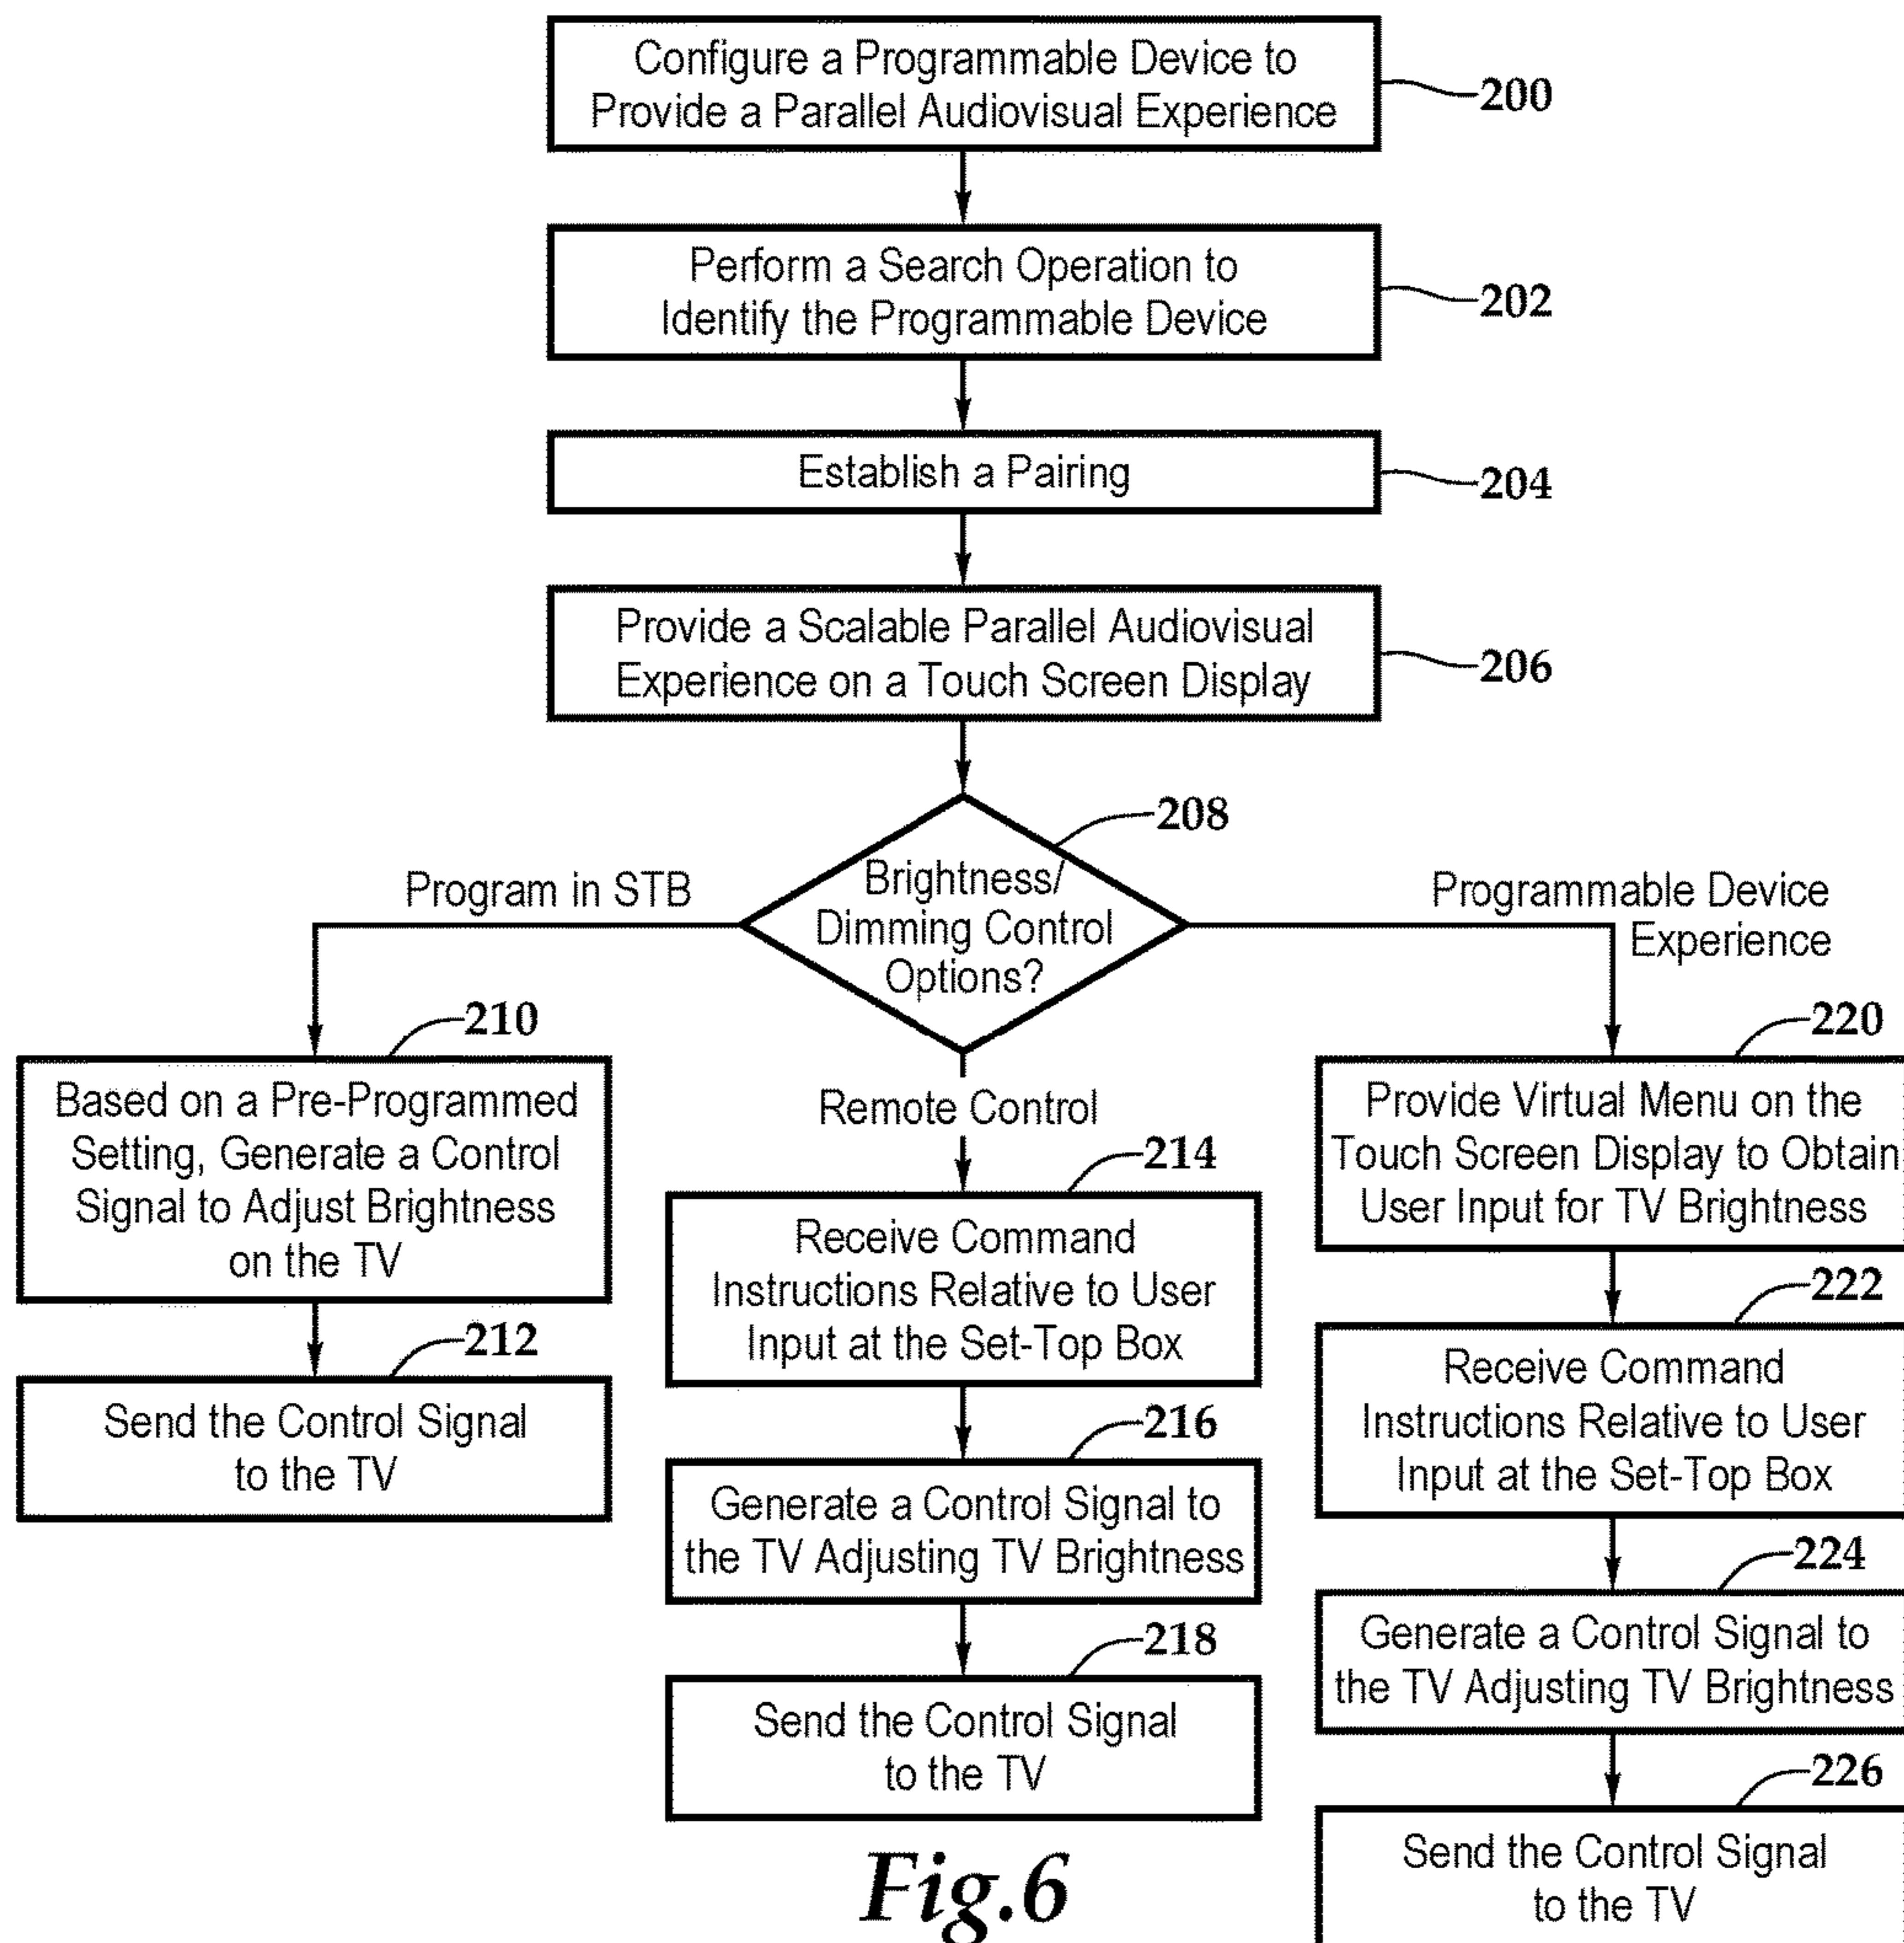 Configure a Programmable Device to
Provide a Parallel Audiovisual Experience
200
Perform a Search Operation to
Identify the Programmable Device
202
Establish a Pairing
204
Provide a Scalable Parallel Audiovisual
Experience on a Touch Screen Display
206
208
Brightness/
Dimming Control
Options?
Program in STB
210
Based on a Pre-Programmed
Setting, Generate a Control
Signal to Adjust Brightness
on the TV
212
Send the Control Signal
to the TV
Remote Control
214
Receive Command
Instructions Relative to User
Input at the Set-Top Box
216
Generate a Control Signal to
the TV Adjusting TV Brightness
218
Send the Control Signal
to the TV
Programmable Device
Experience
220
Provide Virtual Menu on the
Touch Screen Display to Obtain
User Input for TV Brightness
222
Receive Command
Instructions Relative to User
Input at the Set-Top Box
224
Generate a Control Signal to
the TV Adjusting TV Brightness
226
Send the Control Signal
to the TV
Fig.6